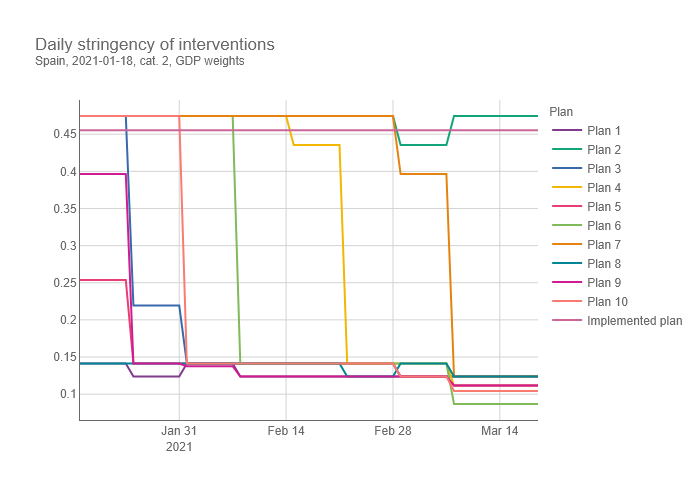 Daily stringency of interventions
Spain, 2021-01-18, cat. 2, GDP weights
Plan
Plan 1
Plan 2
Plan 3
Plan 4
Plan 5
Plan 6
Plan 7
Plan 8
Plan 9
Plan 10
Implemented plan
0.45
0.4
0.35
0.3
0.25
0.2
0.15
0.1
Jan 31
2021
Feb 14
Feb 28
Mar 14